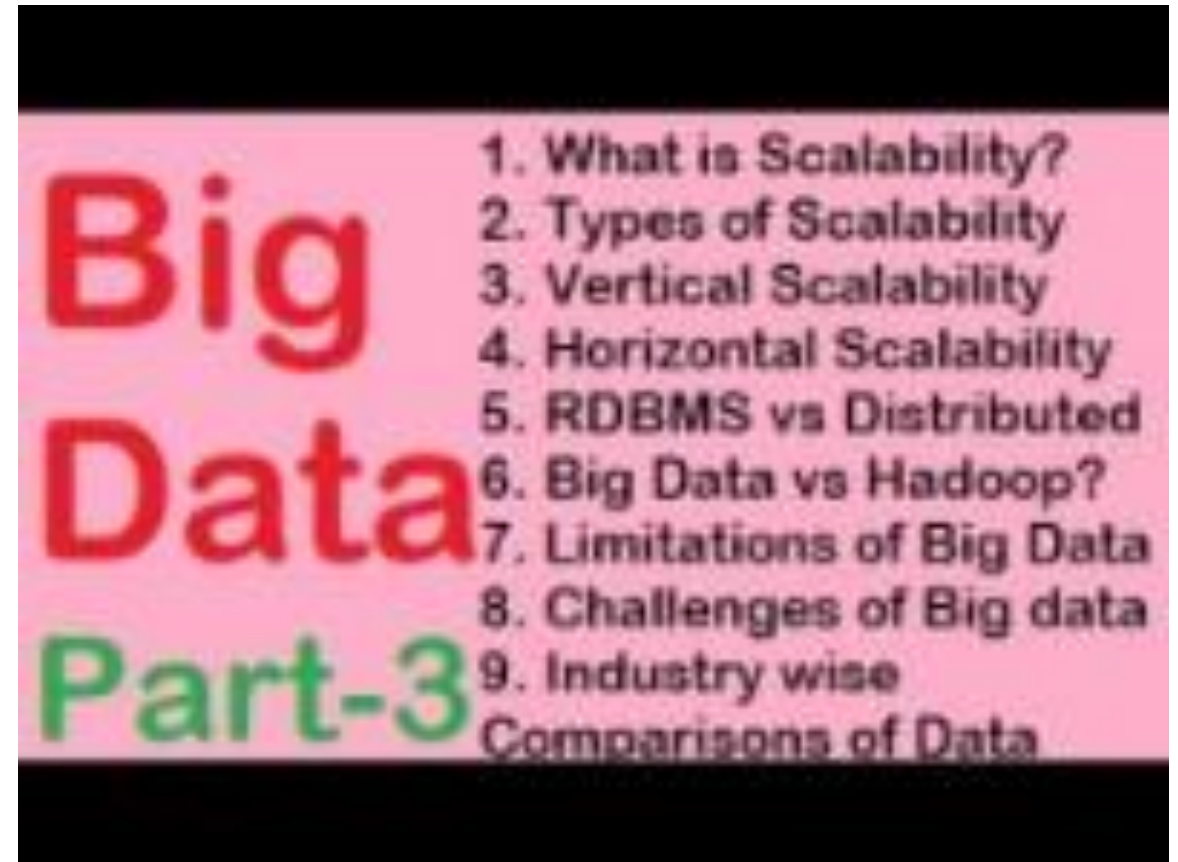 Big
Data
Part-3
1. What is Scalability?
2. Types of Scalability
3. Vertical Scalability
4. Horizontal Scalability
5. RDBMS vs Distributed
6. Big Data vs Hadoop?
7. Limitations of Big Data
8. Challenges of Big data
9. Industry wise
Comparisons of Data